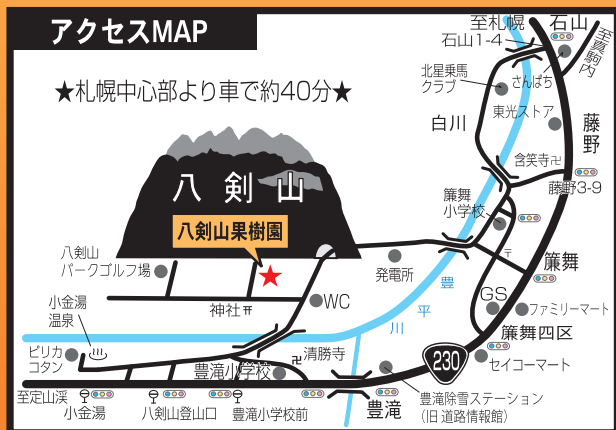 アクセスMAP
★札幌中心部より車で約40分★
至札幌
石山
石山1-4
至真駒内
北星乗馬
クラブ
さんぱち
東光ストア
白川
藤野
含笑寺卍
藤野3-9
簾舞
小学校
八剣山
八剣山果樹園
八剣山
パークゴルフ場
発電所
〒
簾舞
豊平川
小金湯
温泉
神社
WC
GS
ファミリーマート
簾舞四区
ピリカ
コタン
卍
清勝寺
豊滝小学校
230
セイコーマート
至定山渓
小金湯
八剣山登山口
豊滝小学校前
豊滝
豊滝除雪ステーション
(旧 道路情報館)